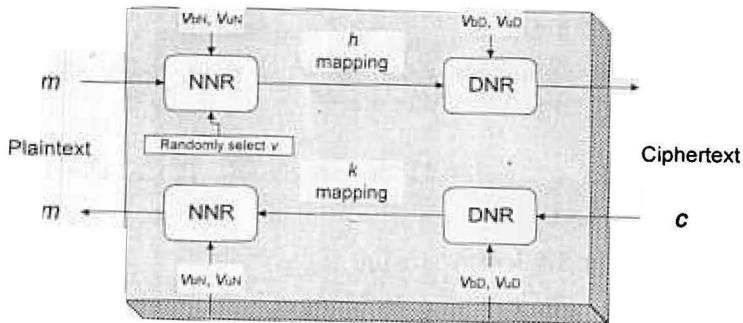 VbN, VuN
VbD, VuD
h
mapping
m
NNR
DNR
Plaintext
Randomly select v
k
mapping
Ciphertext
m
NNR
DNR
c
VbN, VuN
VbD, VuD